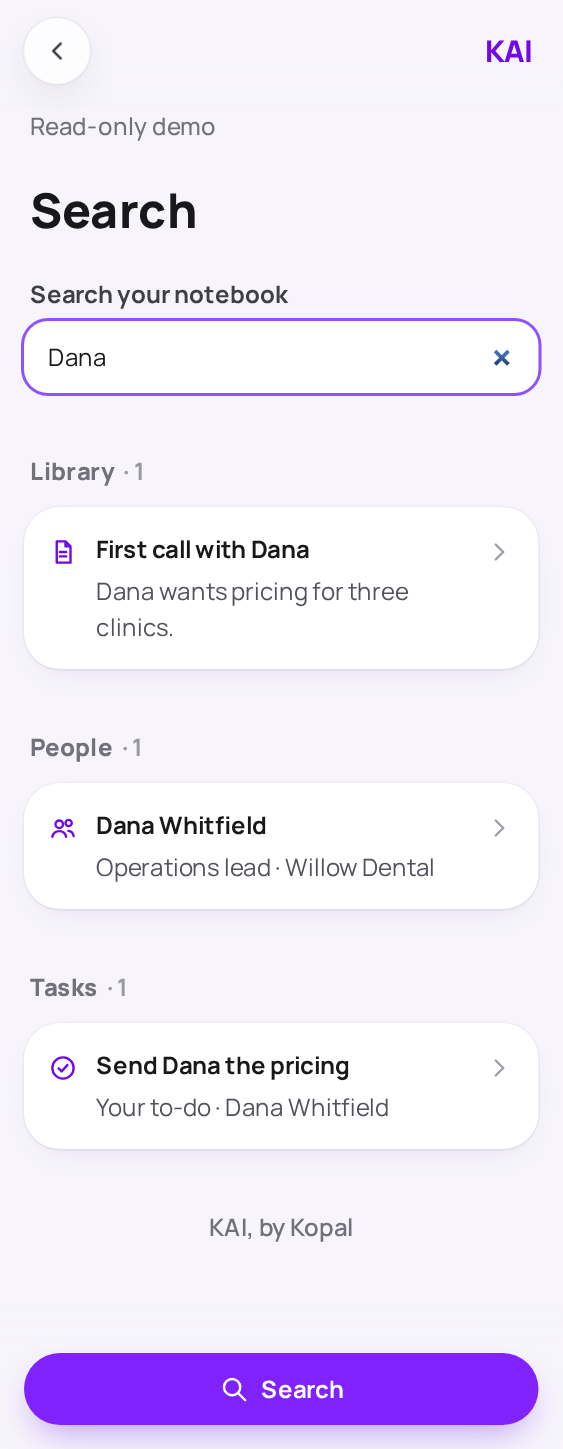 KAI
Read-only demo
Search
Search your notebook
Dana
Library · 1
First call with Dana
Dana wants pricing for three
clinics.
People · 1
Dana Whitfield
Operations lead · Willow Dental
Tasks · 1
Send Dana the pricing
Your to-do · Dana Whitfield
KAI, by Kopal
Search